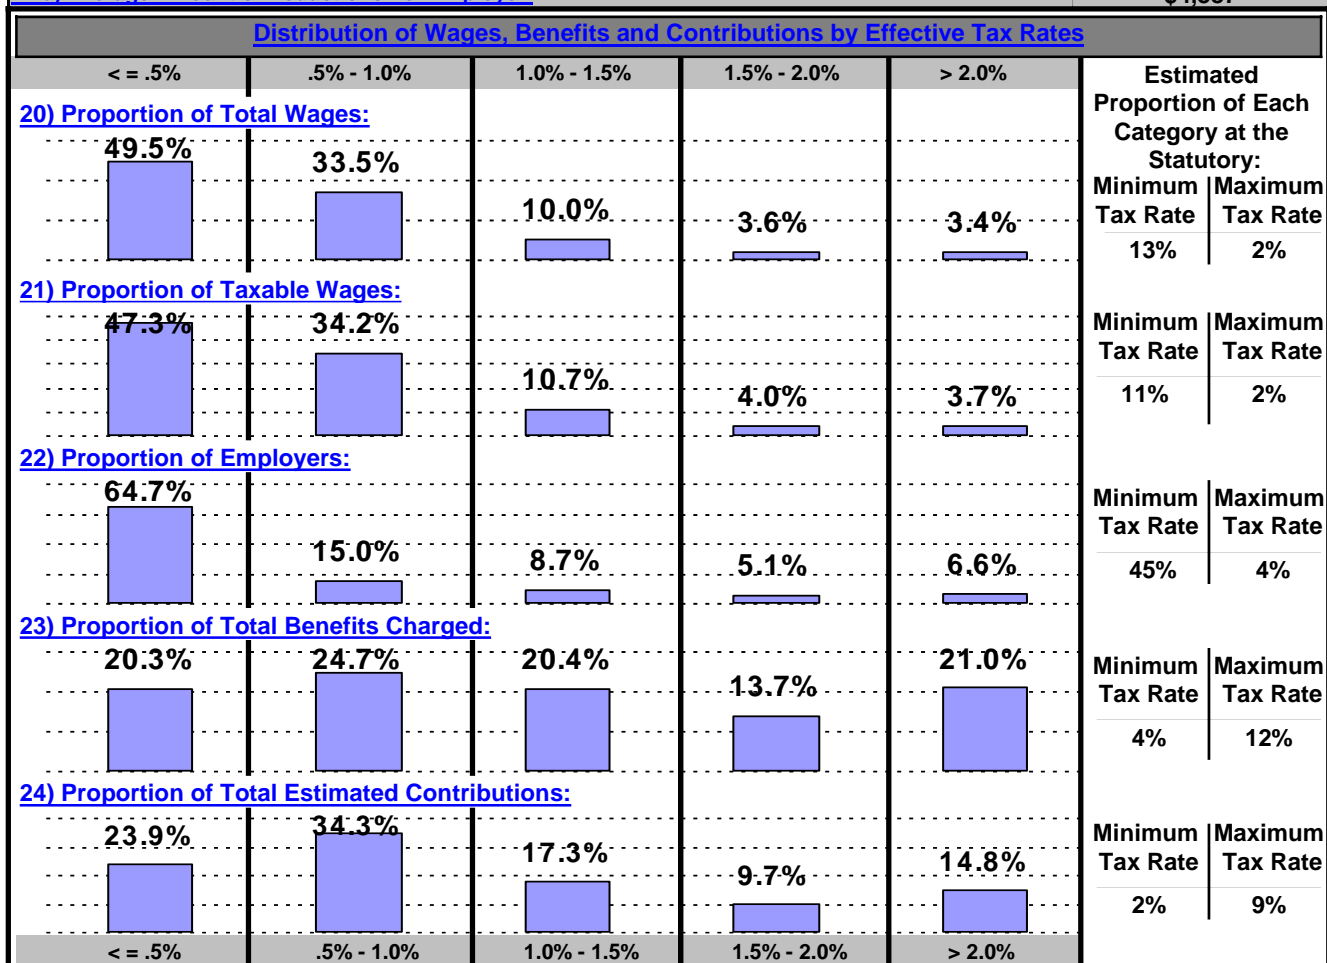 Distribution of Wages, Benefits and Contributions by Effective Tax Rates
< = .5% .5% - 1.0% 1.0% - 1.5% 1.5% - 2.0% > 2.0%
Estimated
Proportion of Each
Category at the
Statutory:
20) Proportion of Total Wages:
49.5% 33.5% 10.0% 3.6% 3.4%
Minimum Maximum
Tax Rate Tax Rate
13% 2%
21) Proportion of Taxable Wages:
47.3% 34.2% 10.7% 4.0% 3.7%
Minimum Maximum
Tax Rate Tax Rate
11% 2%
22) Proportion of Employers:
64.7% 15.0% 8.7% 5.1% 6.6%
Minimum Maximum
Tax Rate Tax Rate
45% 4%
23) Proportion of Total Benefits Charged:
20.3% 24.7% 20.4% 13.7% 21.0%
Minimum Maximum
Tax Rate Tax Rate
4% 12%
24) Proportion of Total Estimated Contributions:
23.9% 34.3% 17.3% 9.7% 14.8%
Minimum Maximum
Tax Rate Tax Rate
2% 9%
< = .5% .5% - 1.0% 1.0% - 1.5% 1.5% - 2.0% > 2.0%